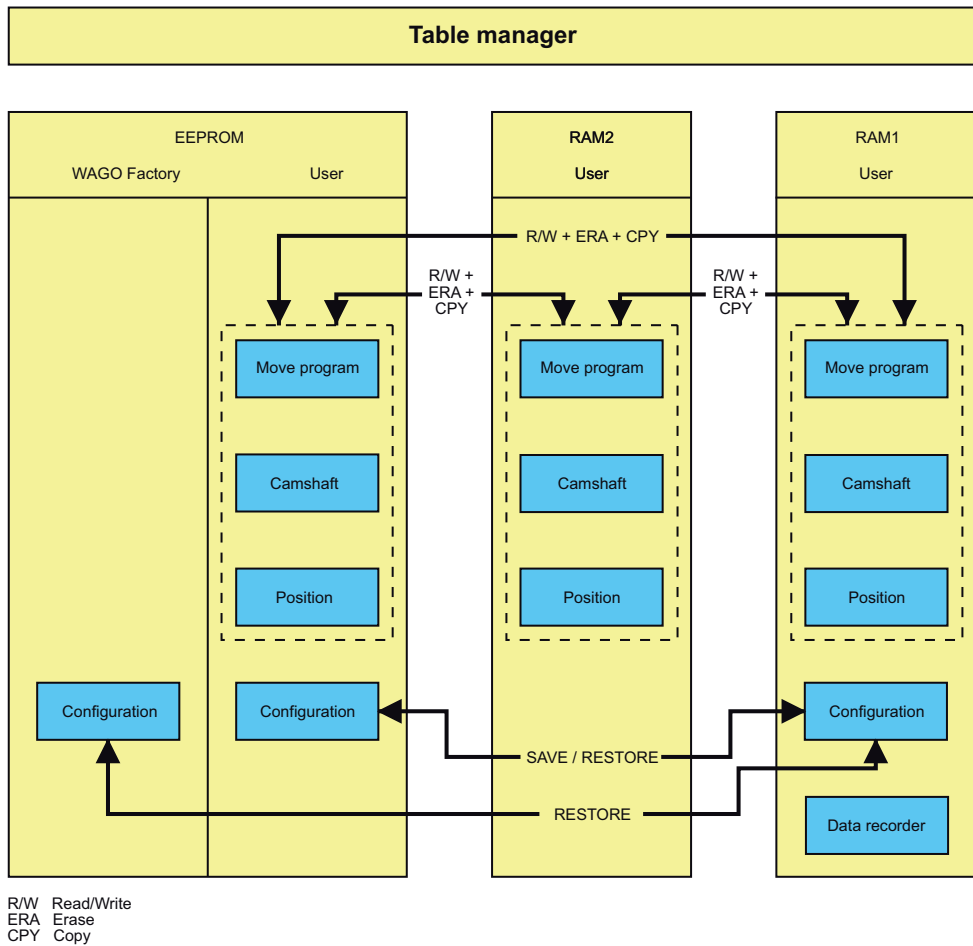 Table manager
EEPROM
RAM2
RAM1
WAGO Factory
User
User
User
R/W + ERA + CPY
R/W +
ERA +
CPY
R/W +
ERA +
CPY
Move program
Move program
Move program
Camshaft
Camshaft
Camshaft
Position
Position
Position
Configuration
Configuration
Configuration
SAVE / RESTORE
RESTORE
Data recorder
R/W Read/Write
ERA Erase
CPY Copy